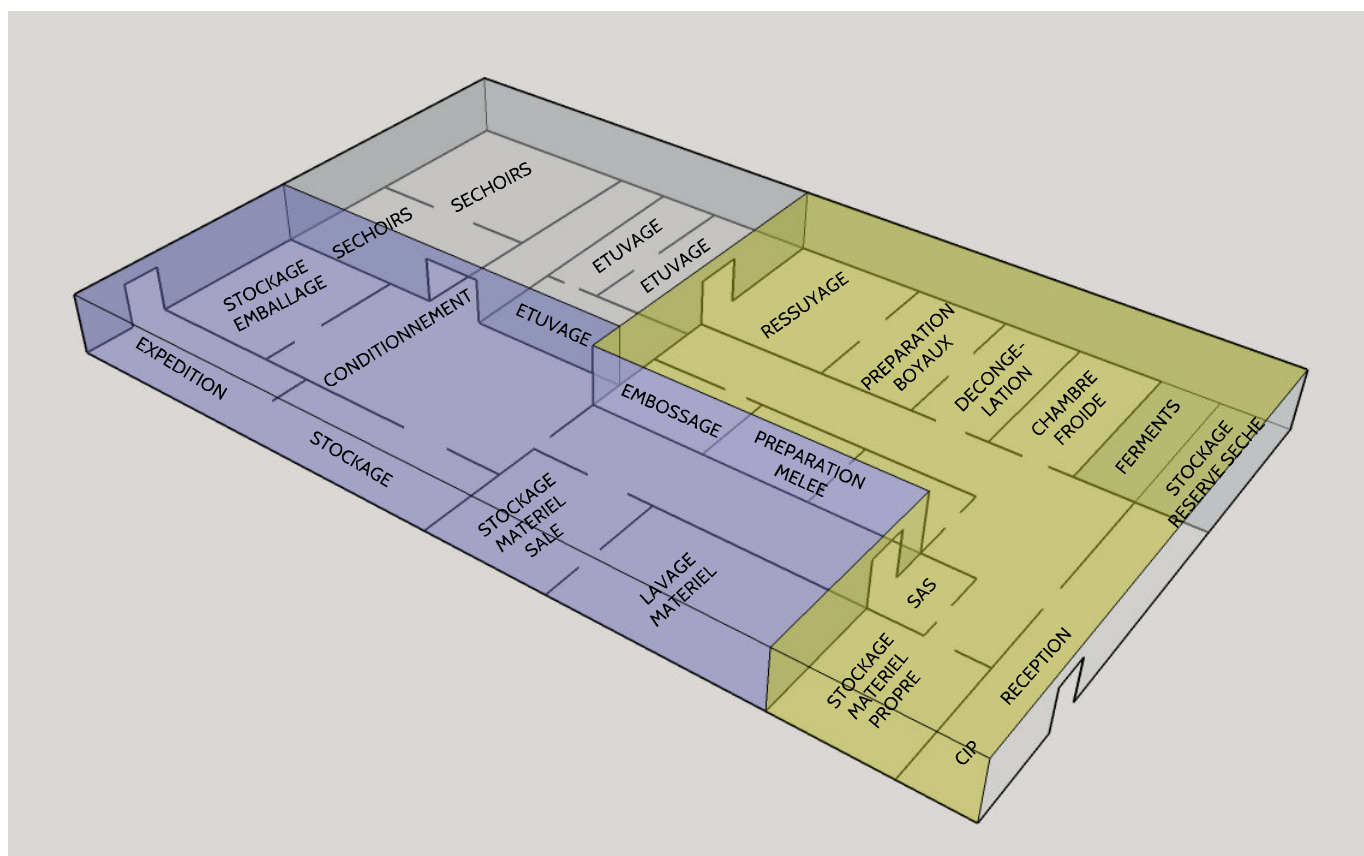 SECHOIRS
SECHOIRS
ETUVAGE
ETUVAGE
STOCKAGE
EMBALLAGE
CONDITIONNEMENT
ETUVAGE
RESSUYAGE
PREPARATION
BOYAUX
DECONGE-
LATION
CHAMBRE
FROIDE
FERMENTS
STOCKAGE
RESERVE SECHE
EXPEDITION
STOCKAGE
EMBOSSAGE
PREPARATION
MELEE
STOCKAGE
MATERIEL
SALE
LAVAGE
MATERIEL
SAS
STOCKAGE
MATERIEL
PROPRE
RECEPTION
CIP